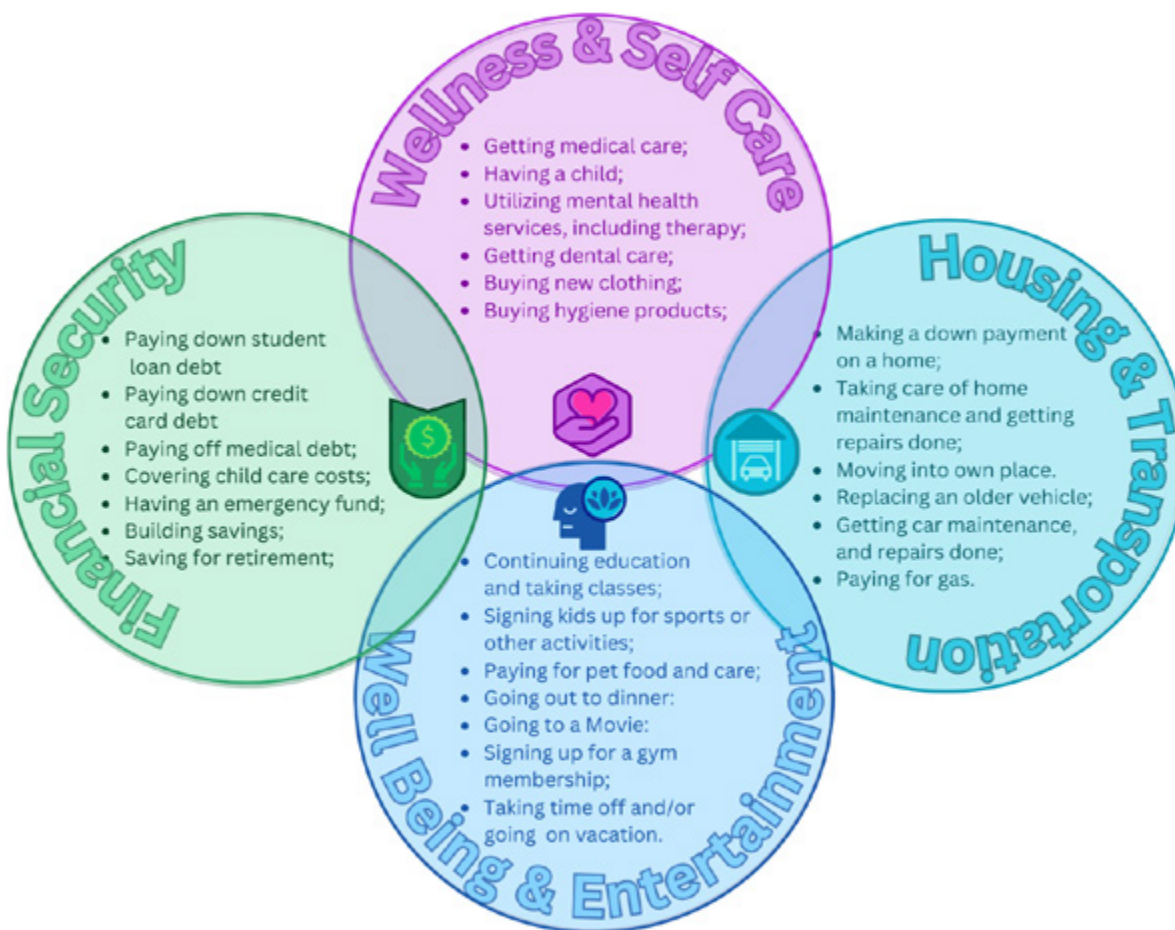 Wellness & Self Care
• Getting medical care;
• Having a child;
• Utilizing mental health
services, including therapy;
• Getting dental care;
• Buying new clothing;
• Buying hygiene products;
Financial Security
• Paying down student
loan debt
• Paying down credit
card debt
• Paying off medical debt;
• Covering child care costs;
• Having an emergency fund;
• Building savings;
• Saving for retirement;
$
Housing & Transportation
• Making a down payment
on a home;
• Taking care of home
maintenance and getting
repairs done;
• Moving into own place.
• Replacing an older vehicle;
• Getting car maintenance,
and repairs done;
• Paying for gas.
• Continuing education
and taking classes;
• Signing kids up for sports or
other activities;
• Paying for pet food and care;
• Going out to dinner:
• Going to a Movie:
• Signing up for a gym
membership;
• Taking time off and/or
going on vacation.
Well Being & Entertainment